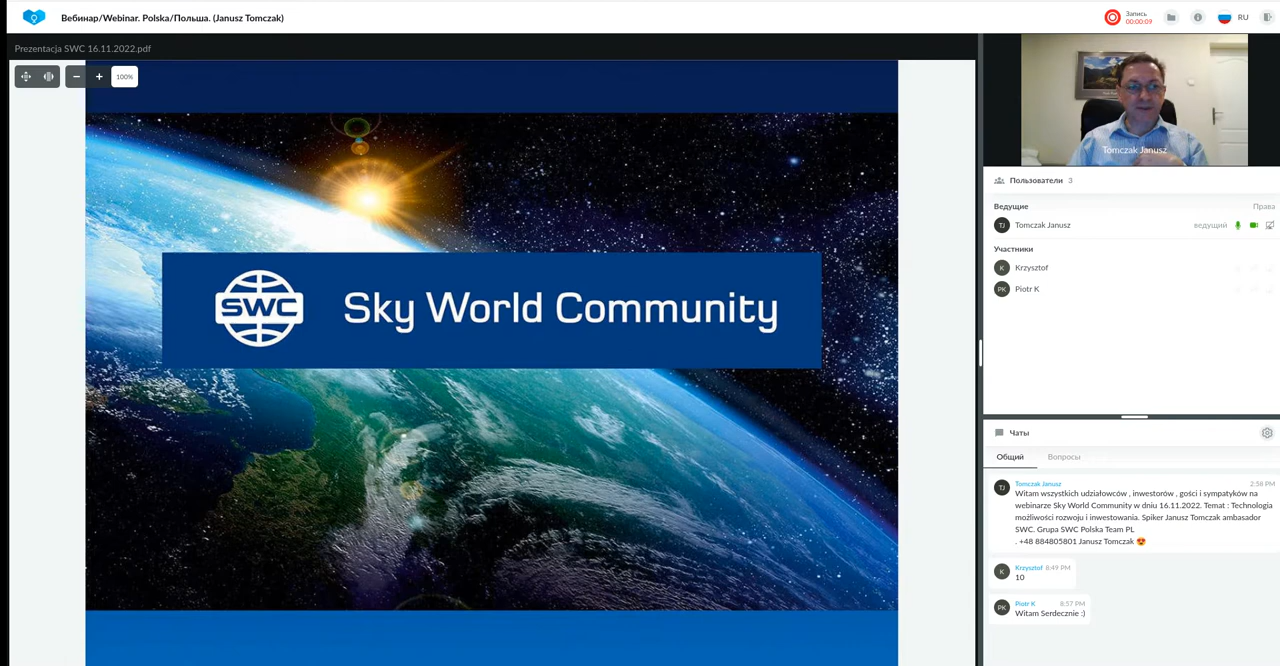 Вебинар/Webinar. Polska/Польша. (Janusz Tomczak)
Запись
00:00:09
RU
Prezentacja SWC 16.11.2022.pdf
100%
SWC
Sky World Community
Tomczak Janusz
Пользователи 3
Ведущие Права
TJ Tomczak Janusz ведущий
Участники
K Krzysztof
PK Piotr K
Чаты
Общий Вопросы
TJ Tomczak Janusz 2:58 PM
Witam wszystkich udziałowców , inwestorów , gości i sympatyków na
webinarze Sky World Community w dniu 16.11.2022. Temat : Technologia
możliwości rozwoju i inwestowania. Spiker Janusz Tomczak ambasador
SWC. Grupa SWC Polska Team PL
. +48 884805801 Janusz Tomczak 😍
K Krzysztof 8:49 PM
10
PK Piotr K 8:57 PM
Witam Serdecznie :)